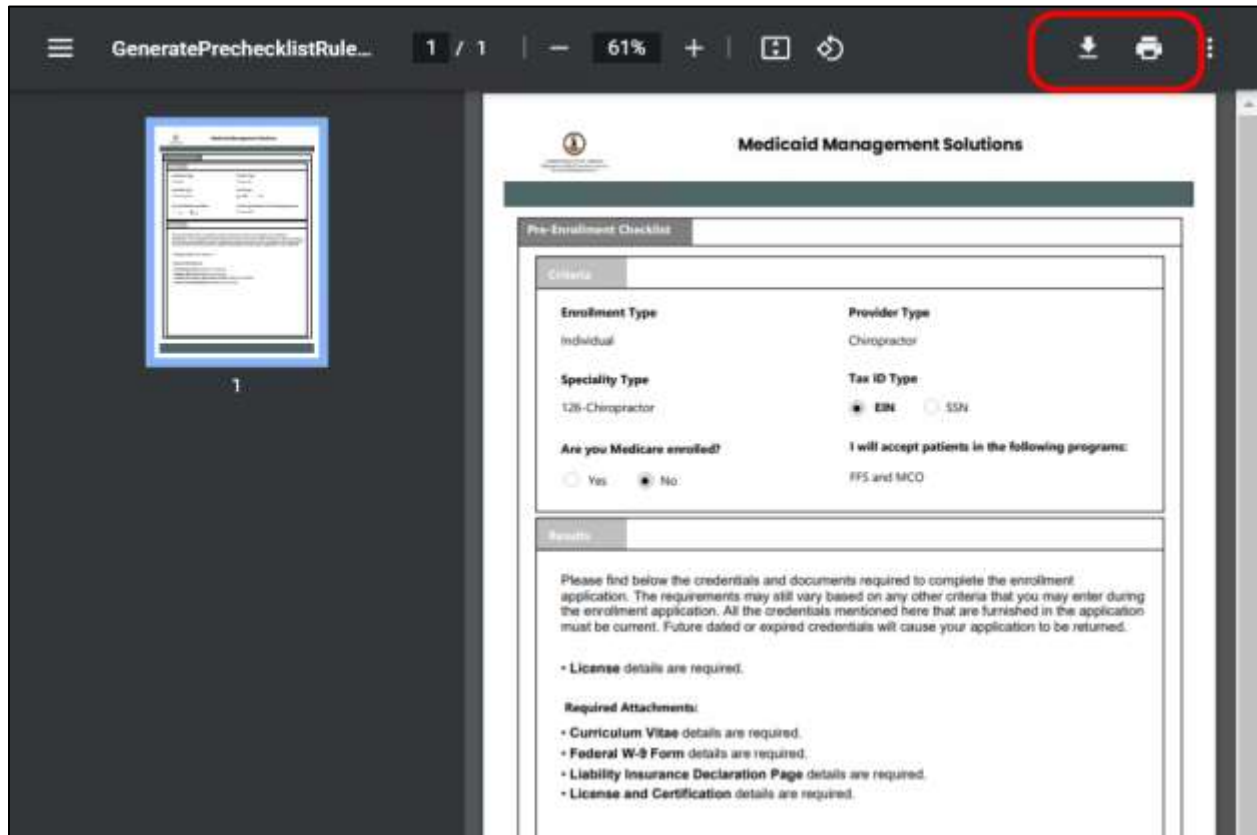 GeneratePrechecklistRule... 1 / 1 61%
1
Medicaid Management Solutions
Pre-Enrollment Checklist
Criteria
Enrollment Type Provider Type
Individual Chiropractor
Speciality Type Tax ID Type
126-Chiropractor EIN SSN
Are you Medicare enrolled? I will accept patients in the following programs:
Yes No FFS and MCO
Results
Please find below the credentials and documents required to complete the enrollment
application. The requirements may still vary based on any other criteria that you may enter during
the enrollment application. All the credentials mentioned here that are furnished in the application
must be current. Future dated or expired credentials will cause your application to be returned.
• License details are required.
Required Attachments:
• Curriculum Vitae details are required.
• Federal W-9 Form details are required.
• Liability Insurance Declaration Page details are required.
• License and Certification details are required.